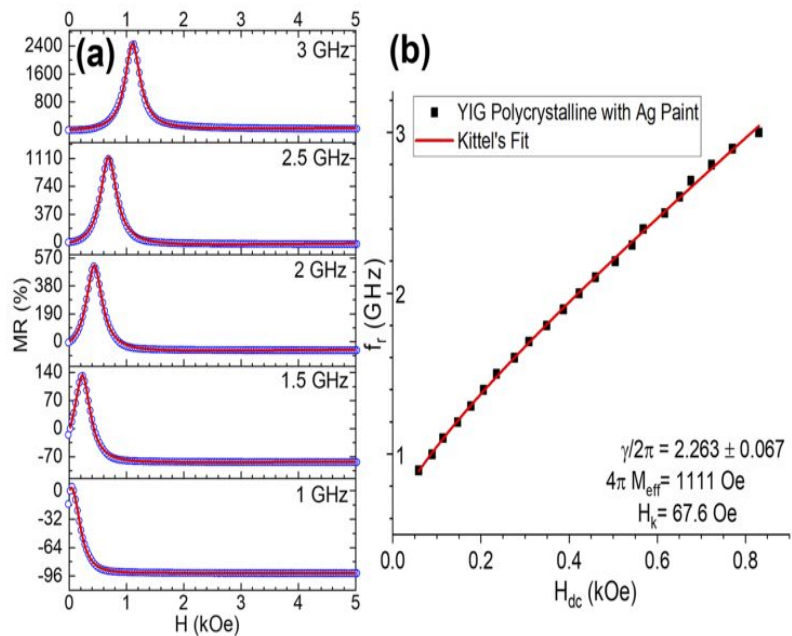 0 1 2 3 4 5
(a)
2400
1600
800
0
3 GHz
1110
740
370
0
2.5 GHz
570
380
190
0
2 GHz
140
70
0
-70
1.5 GHz
0
-32
-64
-96
1 GHz
MR (%)
0 1 2 3 4 5
H (kOe)
(b)
YIG Polycrystalline with Ag Paint
Kittel's Fit
3
2
1
f_r (GHz)
γ/2π = 2.263 ± 0.067
4π M_eff= 1111 Oe
H_k= 67.6 Oe
0.0 0.2 0.4 0.6 0.8
H_dc (kOe)